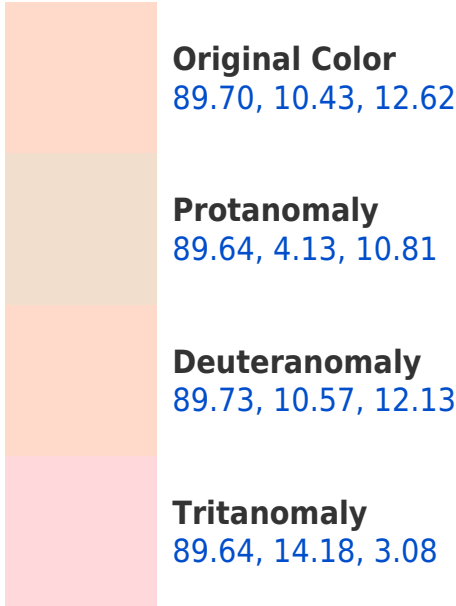 Original Color
89.70, 10.43, 12.62
Protanomaly
89.64, 4.13, 10.81
Deuteranomaly
89.73, 10.57, 12.13
Tritanomaly
89.64, 14.18, 3.08